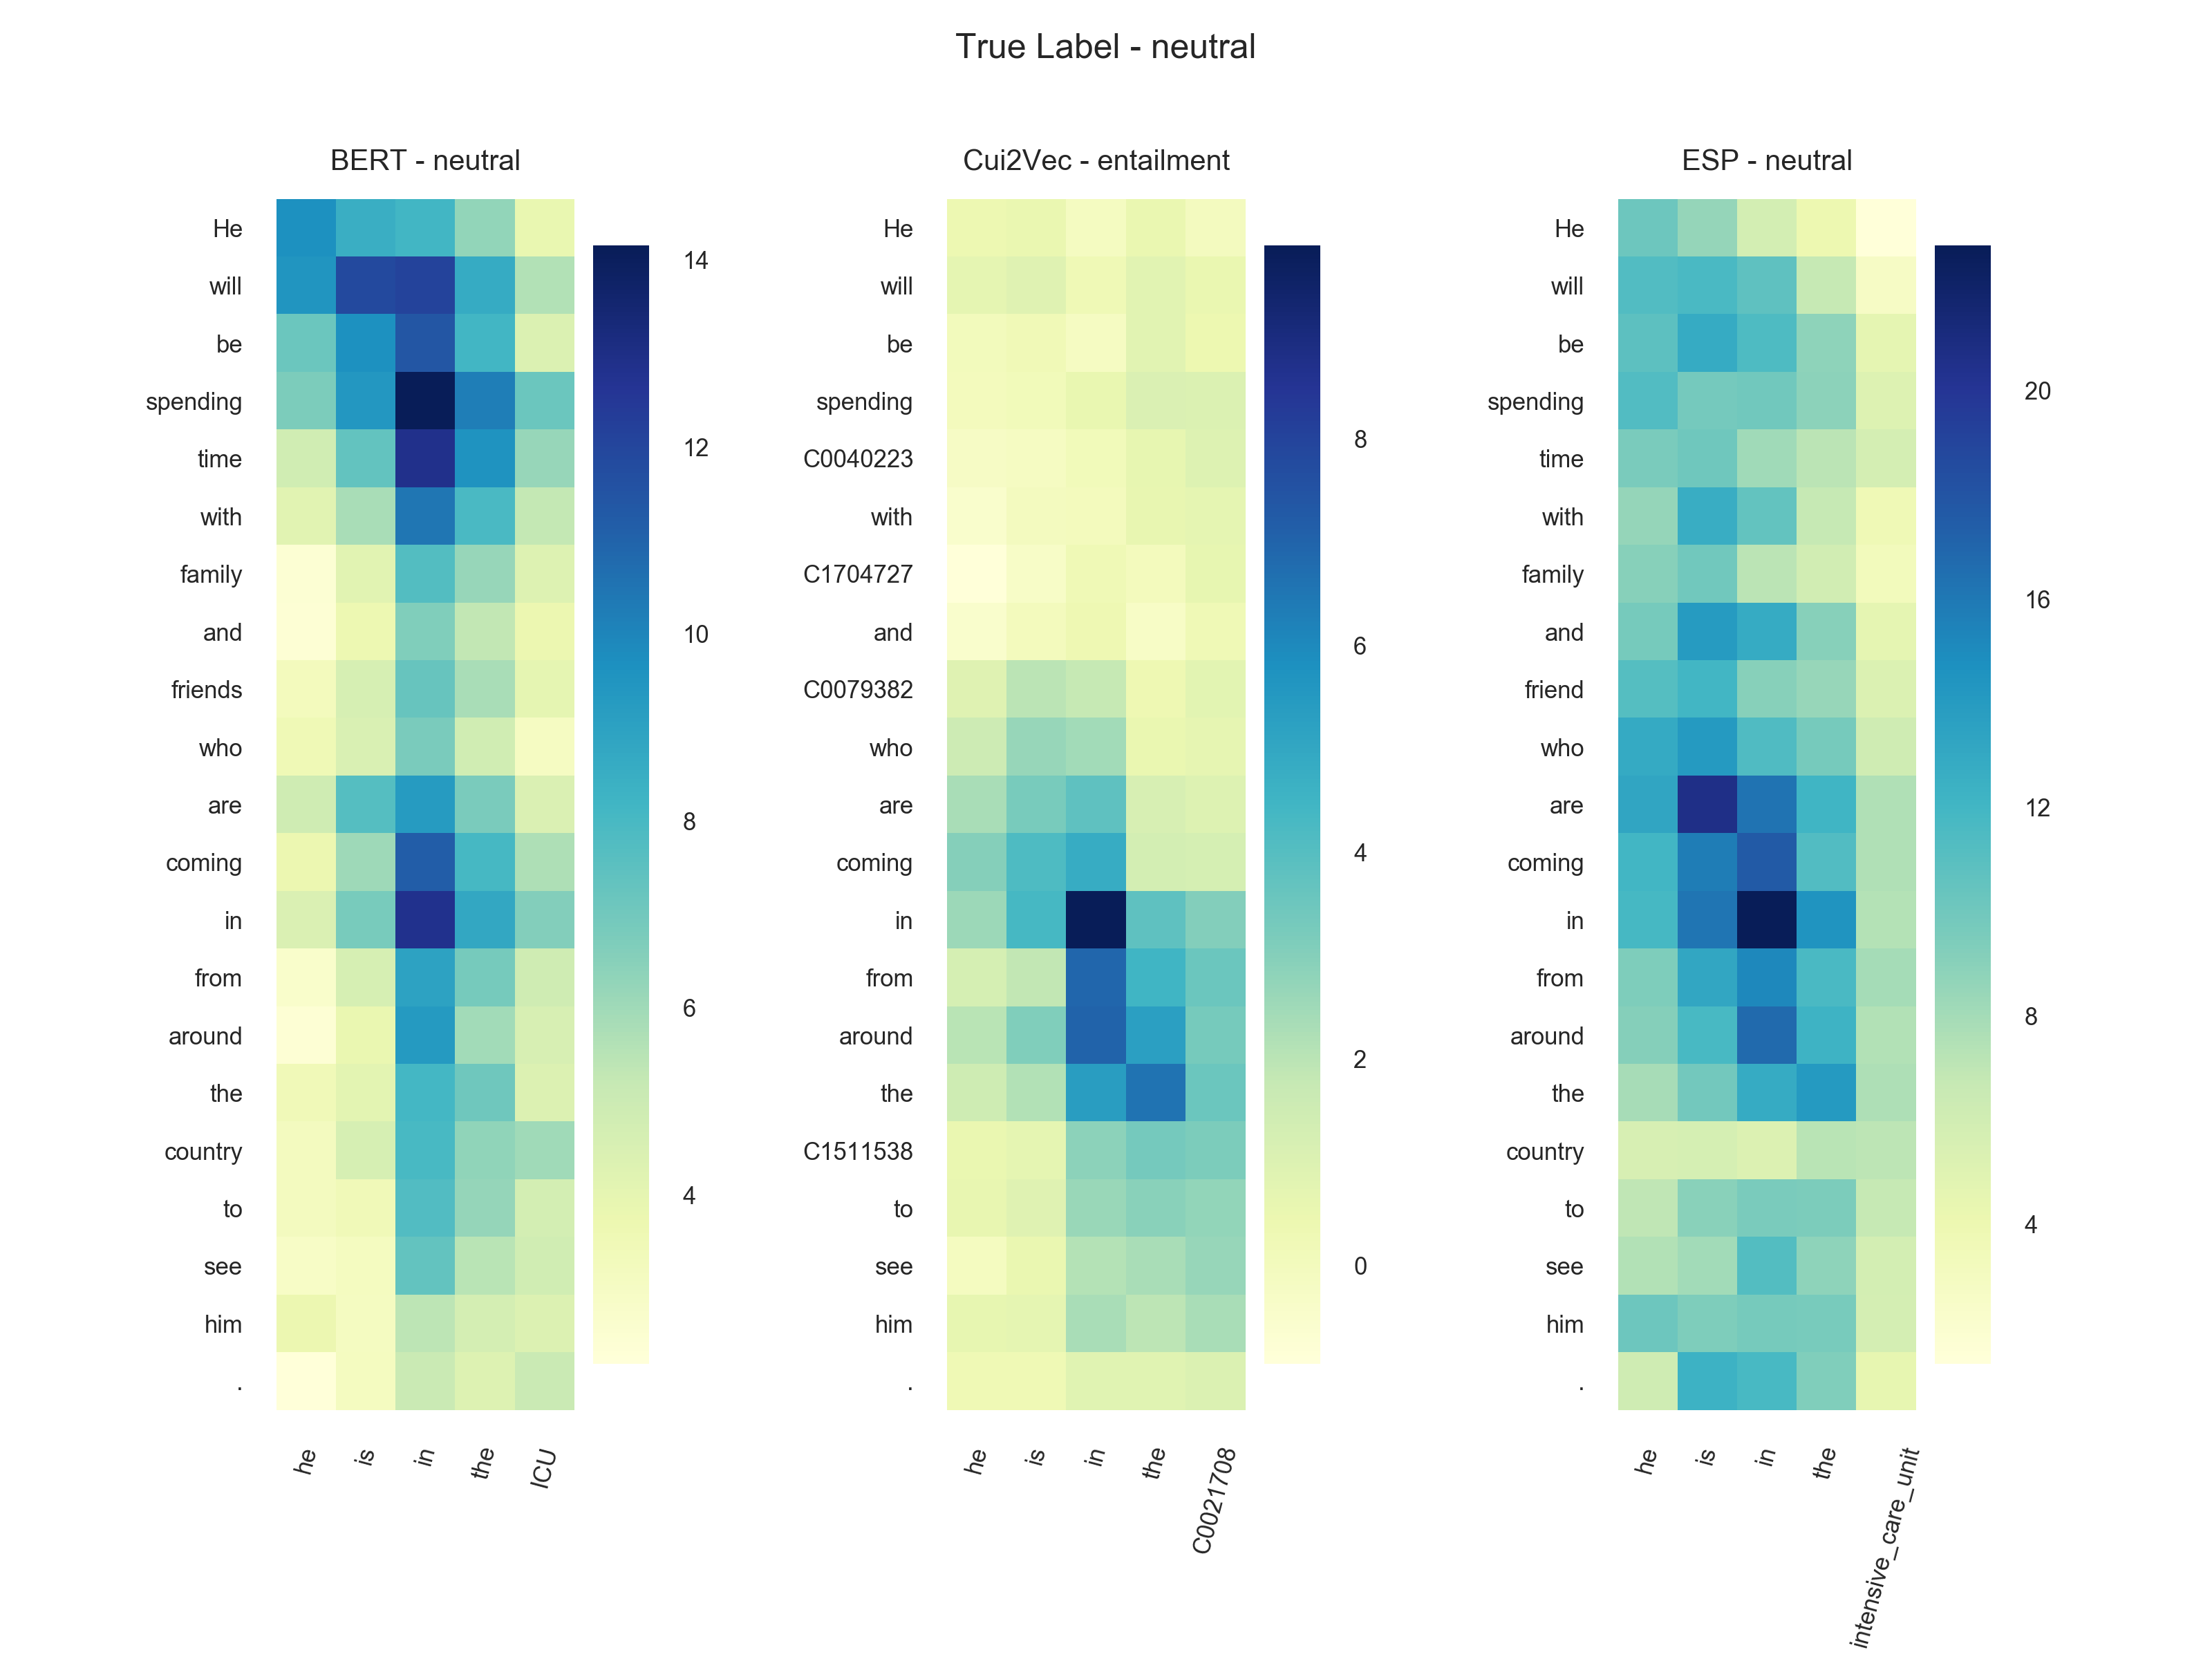 True Label - neutral
BERT - neutral
He
will
be
spending
time
with
family
and
friends
who
are
coming
in
from
around
the
country
to
see
him
.
he
is
in
the
ICU
14
12
10
8
6
4
Cui2Vec - entailment
He
will
be
spending
C0040223
with
C1704727
and
C0079382
who
are
coming
in
from
around
the
C1511538
to
see
him
.
he
is
in
the
C0021708
8
6
4
2
0
ESP - neutral
He
will
be
spending
time
with
family
and
friend
who
are
coming
in
from
around
the
country
to
see
him
.
he
is
in
the
intensive_care_unit
20
16
12
8
4